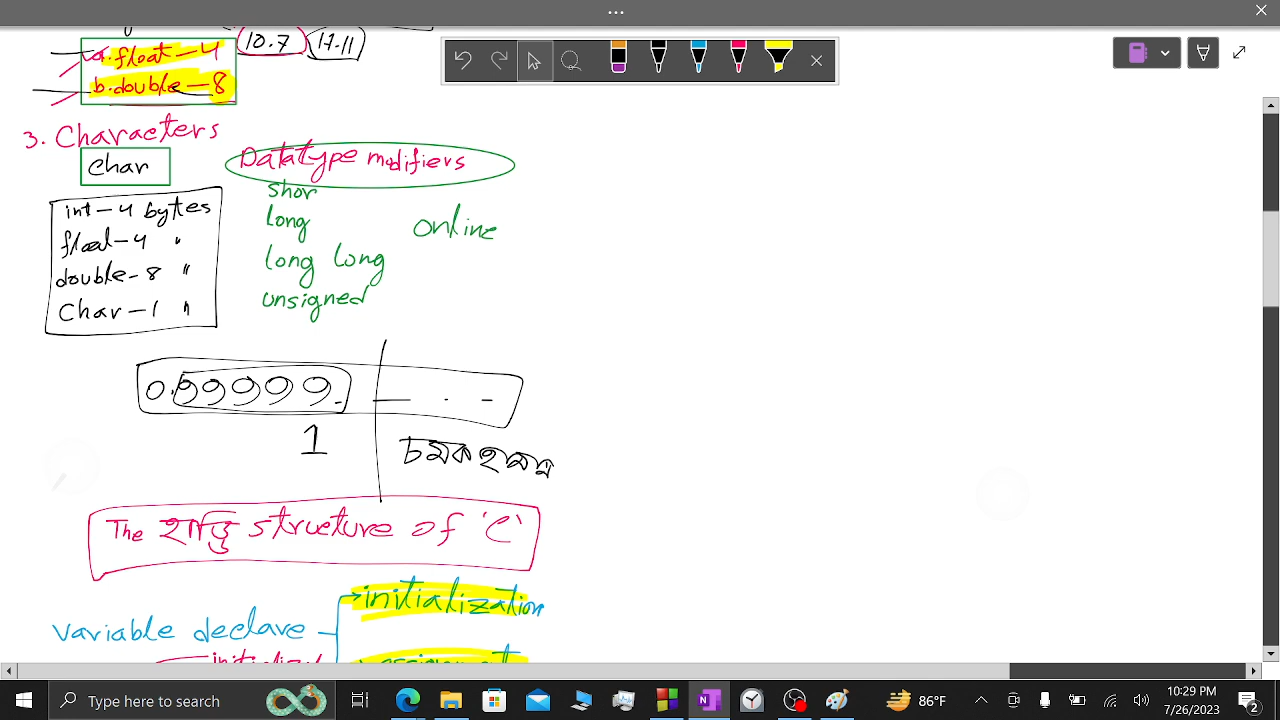 10.7 17.11
a. float – 4
b. double – 8
3. Characters
char
Datatype modifiers
shor
int – 4 bytes
long
online
float – 4 "
long long
double – 8 "
unsigned
Char – 1 "
0.99999
1
The হাড্ডি structure of 'C'
initialization
variable declare
Type here to search
86°F
10:29 PM
7/26/2023
2